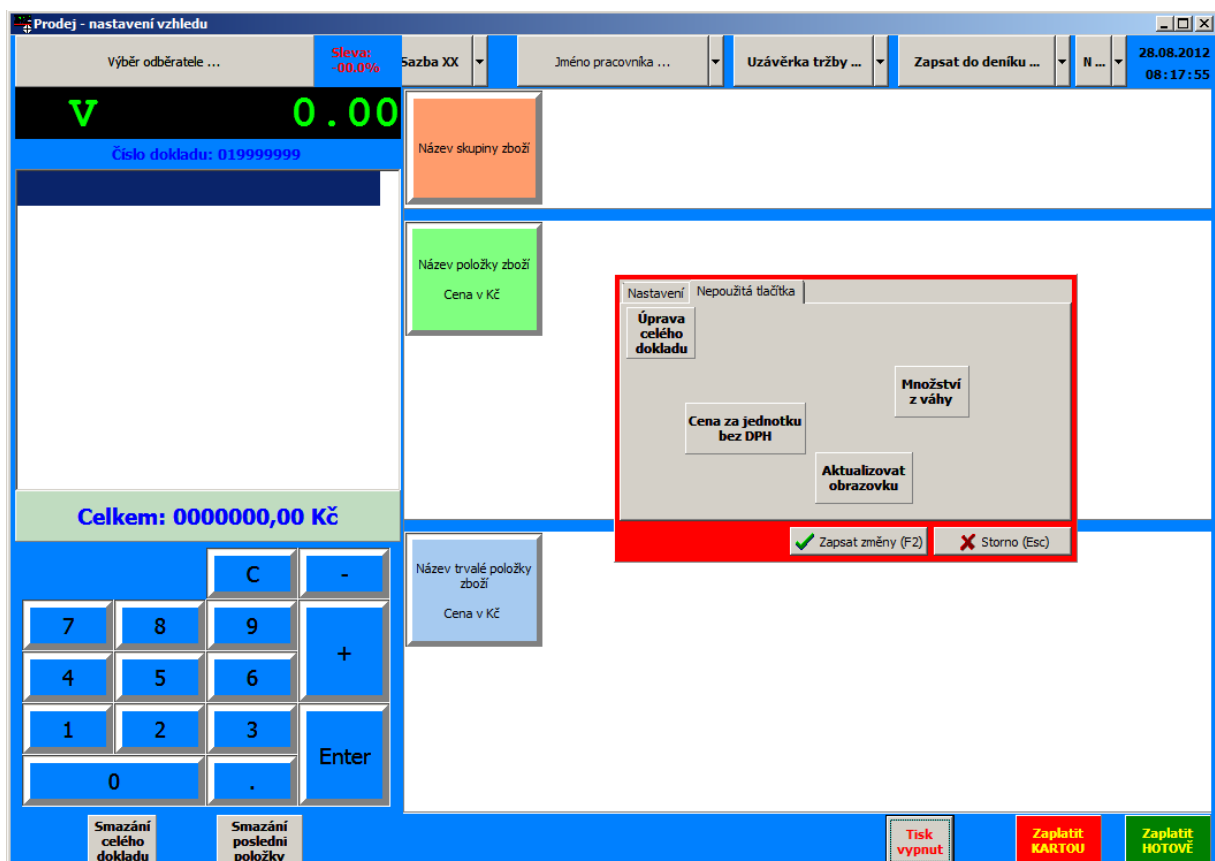 Prodej - nastavení vzhledu
Výběr odběratele ...
Sleva:
-00.0%
Sazba XX
Jméno pracovníka ...
Uzávěrka tržby ...
Zapsat do deníku ...
N ...
28.08.2012
08:17:55
V 0.00
Číslo dokladu: 019999999
Název skupiny zboží
Název položky zboží
Cena v Kč
Nastavení
Nepoužitá tlačítka
Úprava
celého
dokladu
Množství
z váhy
Cena za jednotku
bez DPH
Aktualizovat
obrazovku
Zapsat změny (F2)
Storno (Esc)
Celkem: 0000000,00 Kč
Název trvalé položky
zboží
Cena v Kč
C
-
7
8
9
+
4
5
6
1
2
3
Enter
0
.
Smazání
celého
dokladu
Smazání
poslední
položky
Tisk
vypnut
Zaplatit
KARTOU
Zaplatit
HOTOVĚ